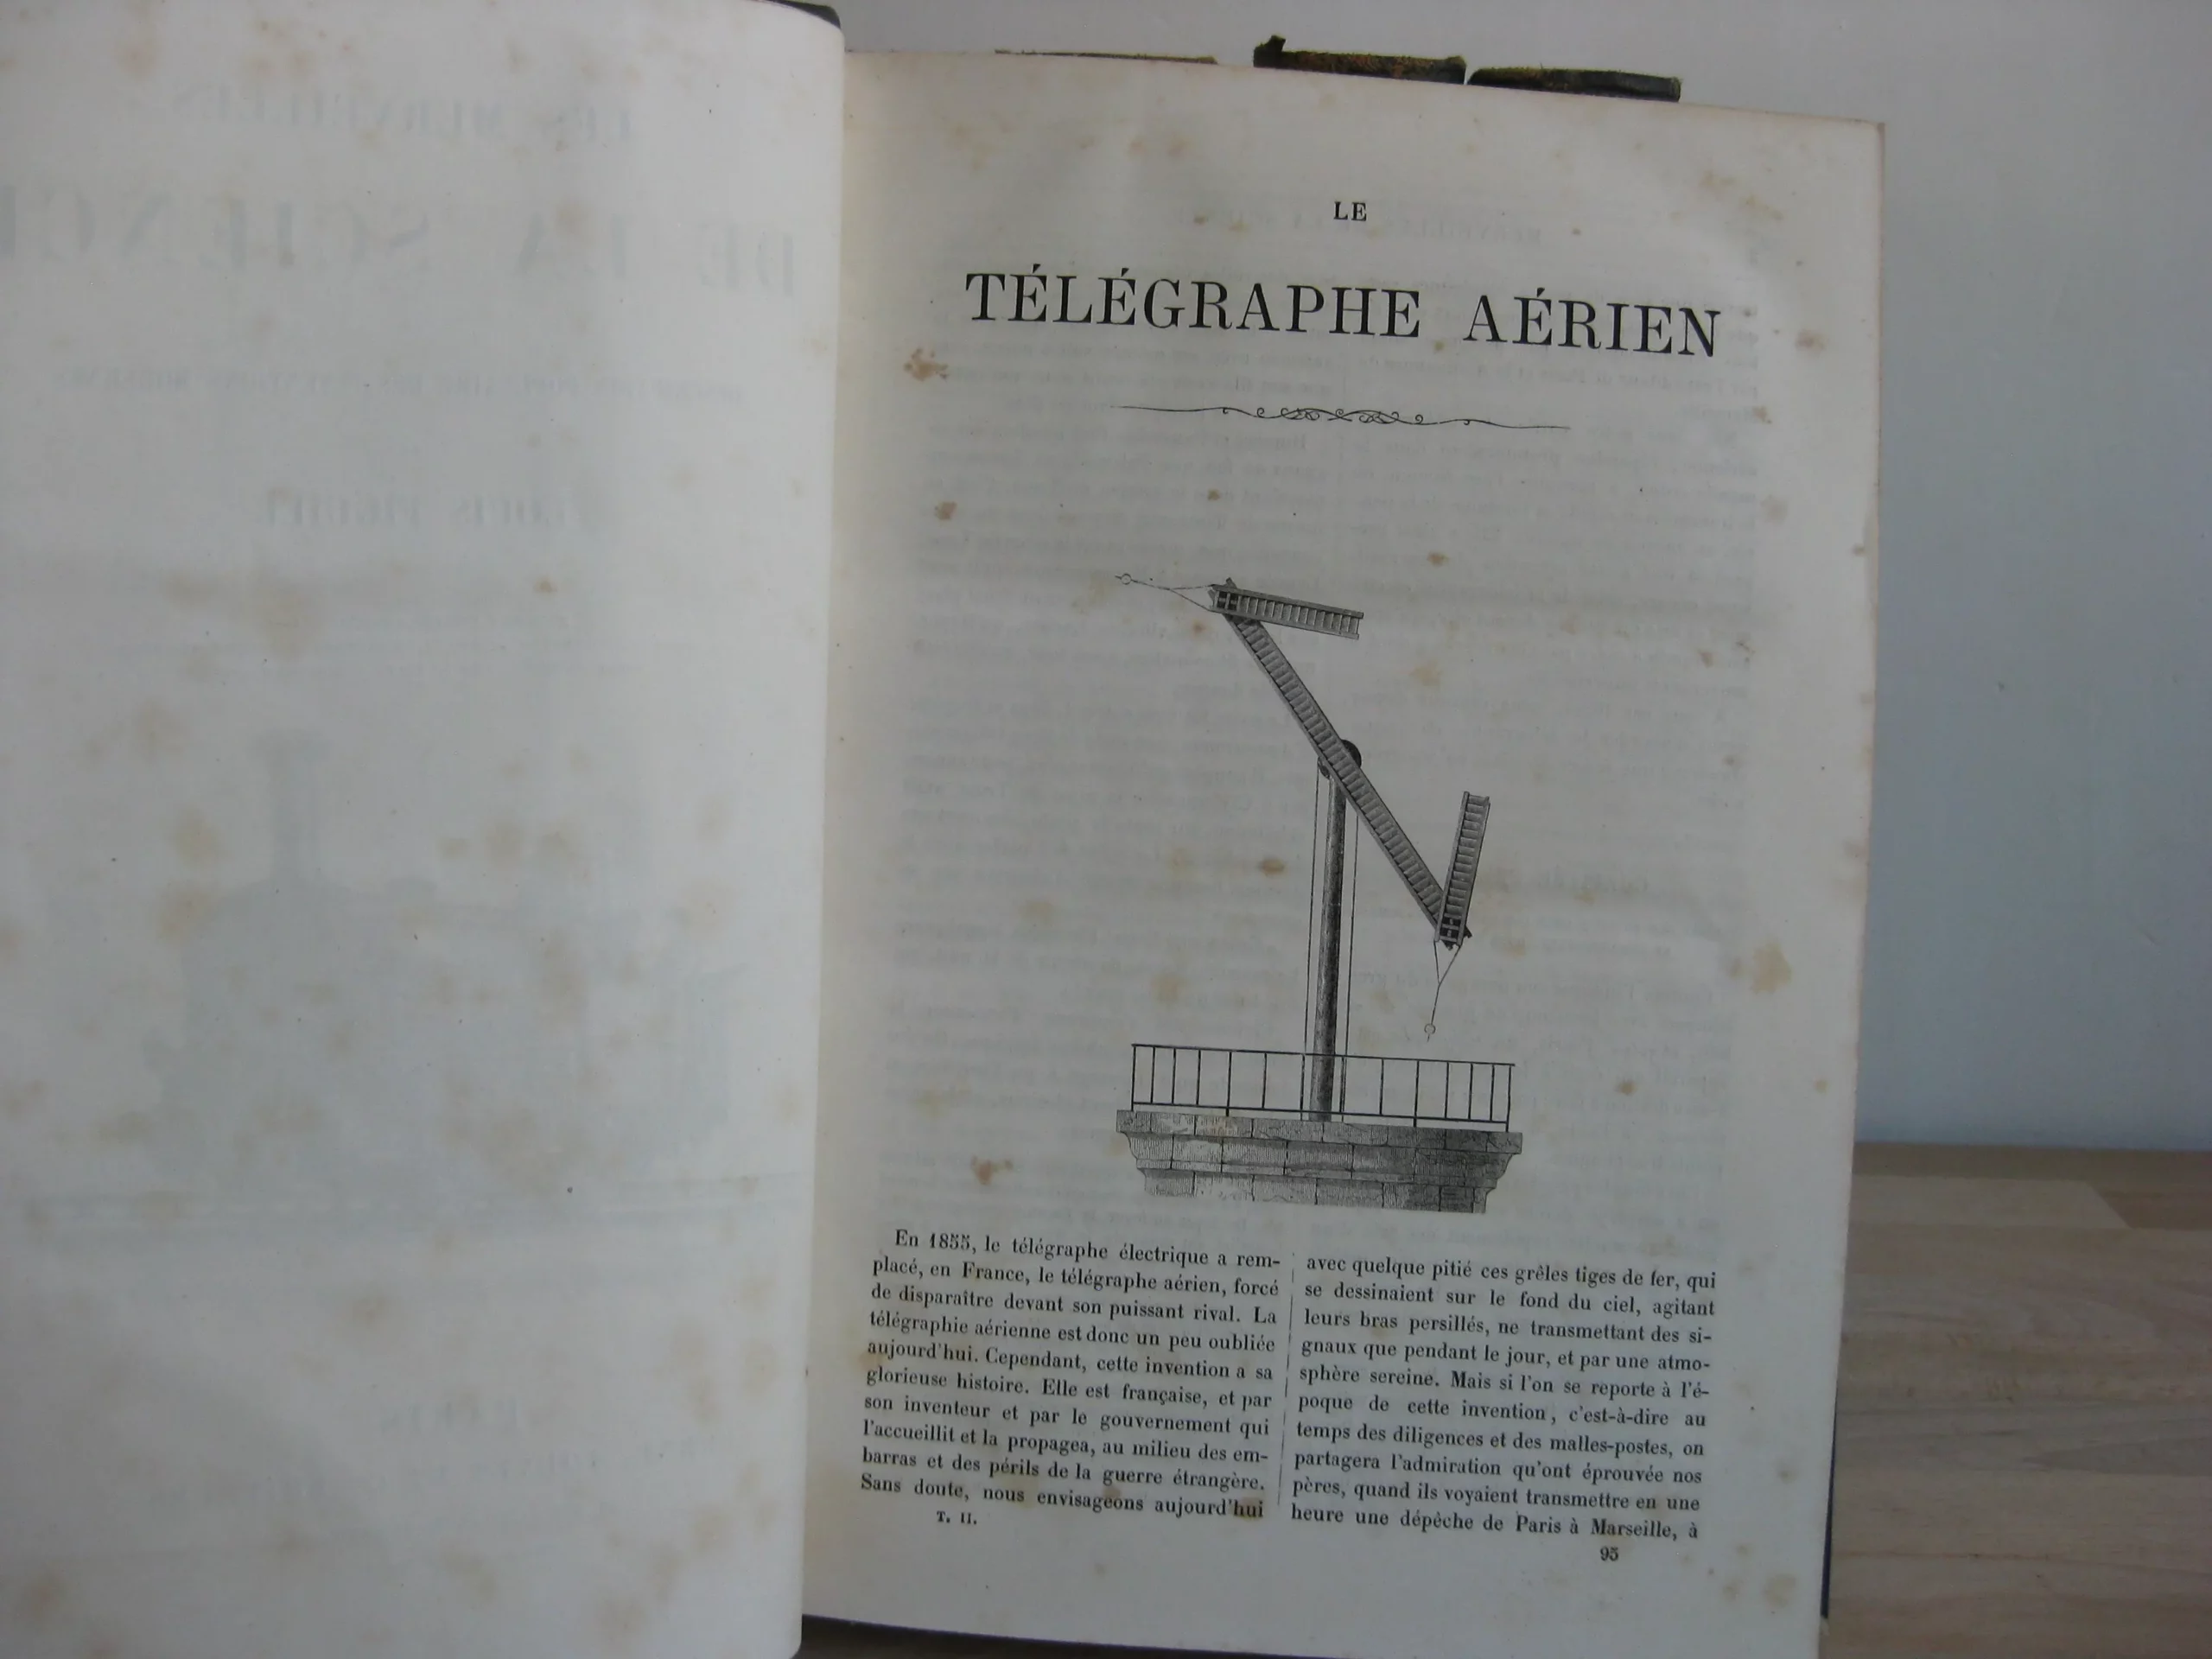 LE
TÉLÉGRAPHE AÉRIEN
En 1855, le télégraphe électrique a rem-
placé, en France, le télégraphe aérien, forcé
de disparaître devant son puissant rival. La
télégraphie aérienne est donc un peu oubliée
aujourd'hui. Cependant, cette invention a sa
glorieuse histoire. Elle est française, et par
son inventeur et par le gouvernement qui
l'accueillit et la propagea, au milieu des em-
barras et des périls de la guerre étrangère.
Sans doute, nous envisageons aujourd'hui
T. II.
avec quelque pitié ces grêles tiges de fer, qui
se dessinaient sur le fond du ciel, agitant
leurs bras persillés, ne transmettant des si-
gnaux que pendant le jour, et par une atmo-
sphère sereine. Mais si l'on se reporte à l'é-
poque de cette invention, c'est-à-dire au
temps des diligences et des malles-postes, on
partagera l'admiration qu'ont éprouvée nos
pères, quand ils voyaient transmettre en une
heure une dépêche de Paris à Marseille, à
95